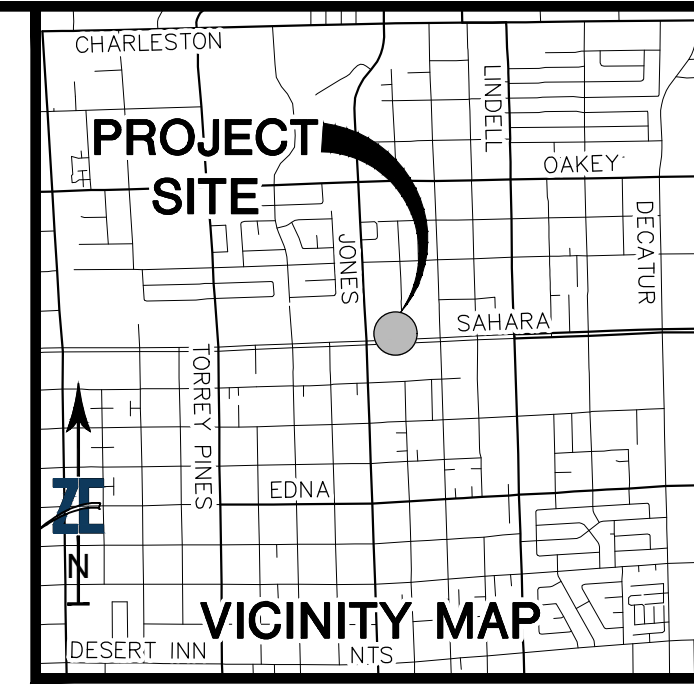 CHARLESTON
LINDELL
PROJECT
SITE
OAKEY
DECATUR
JONES
SAHARA
TORREY PINES
ZE
EDNA
N
VICINITY MAP
DESERT INN
NTS